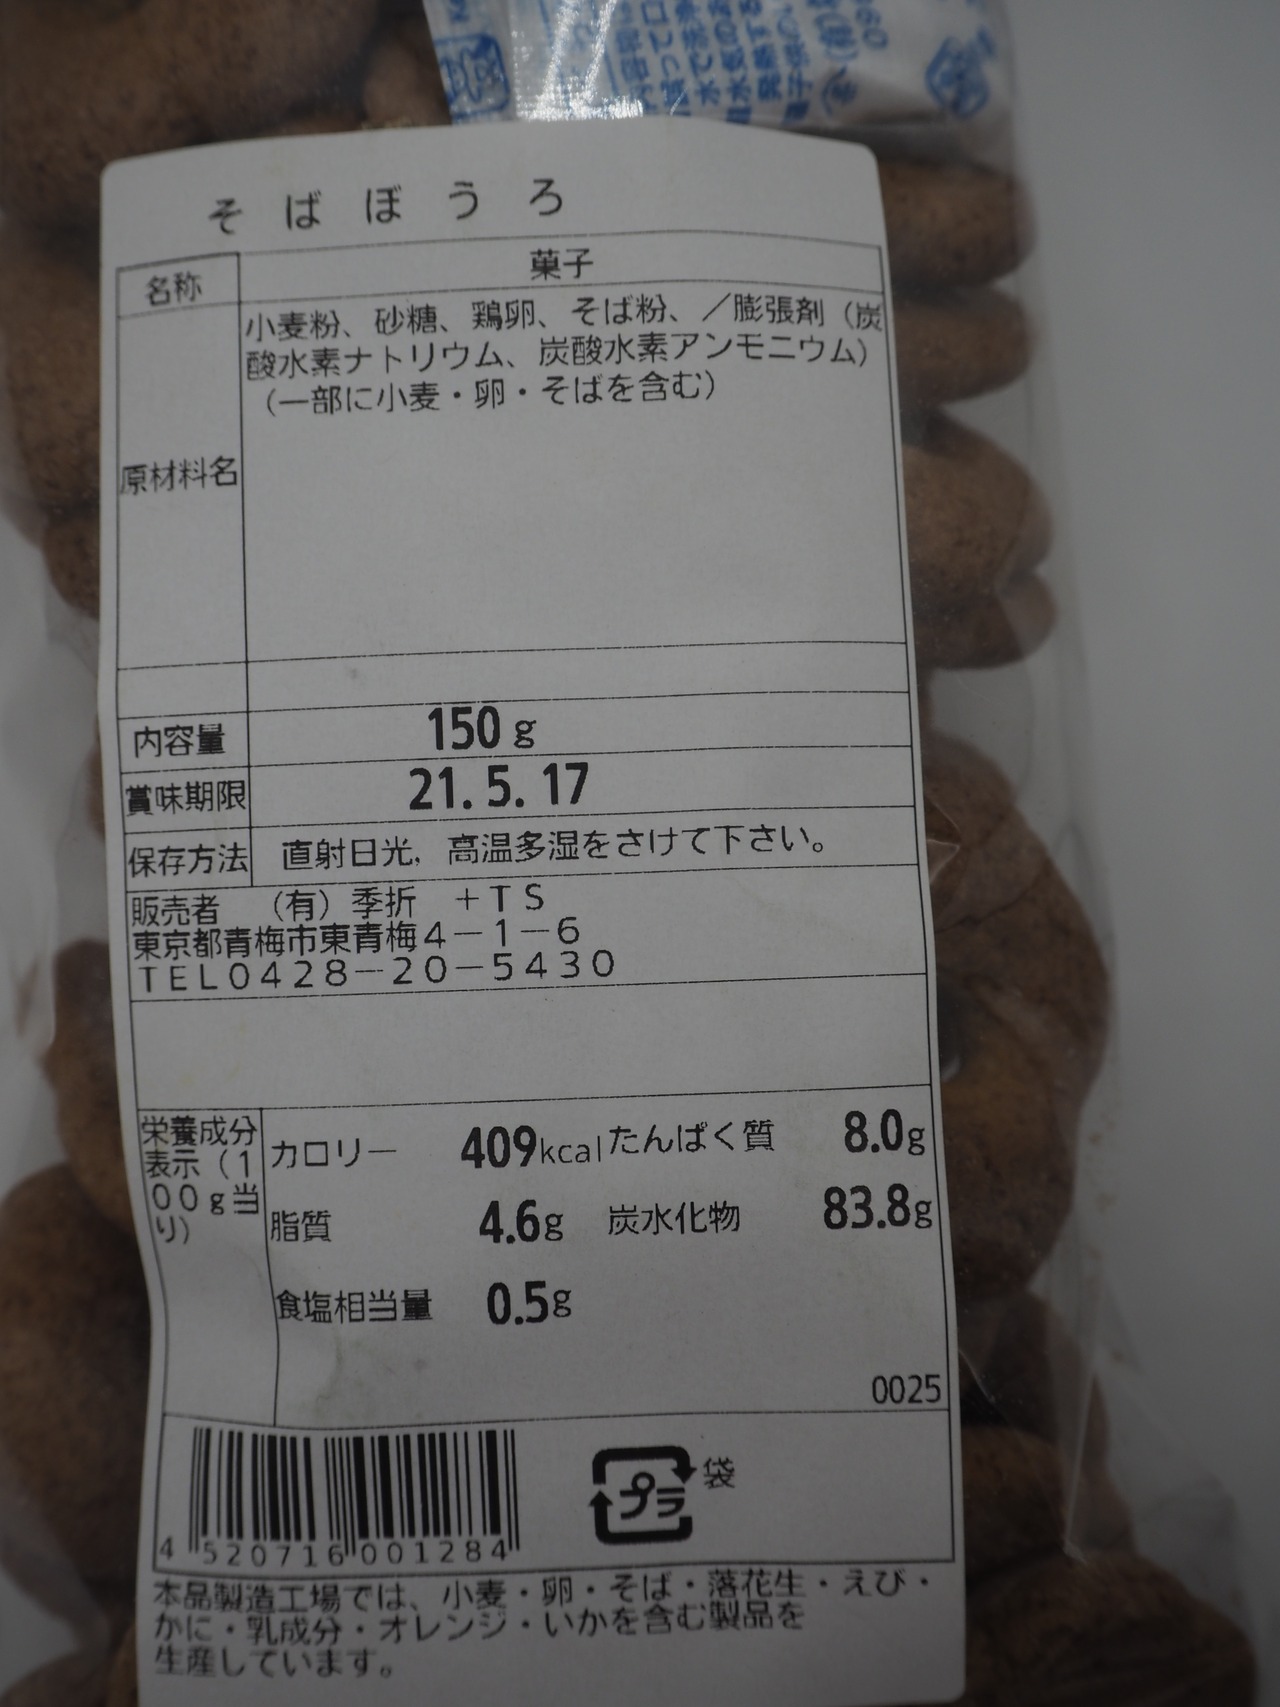 そばぼうろ
名称 菓子
原材料名
小麦粉、砂糖、鶏卵、そば粉、／膨張剤（炭
酸水素ナトリウム、炭酸水素アンモニウム）
（一部に小麦・卵・そばを含む）
内容量 150g
賞味期限 21.5.17
保存方法 直射日光，高温多湿をさけて下さい。
販売者 （有）季折 +TS
東京都青梅市東青梅4－1－6
TEL0428－20－5430
栄養成分
表示（1
00g当
り）
カロリー 409kcal たんぱく質 8.0g
脂質 4.6g 炭水化物 83.8g
食塩相当量 0.5g
0025
4 520716 001284
プラ 袋
本品製造工場では、小麦・卵・そば・落花生・えび・
かに・乳成分・オレンジ・いかを含む製品を
生産しています。